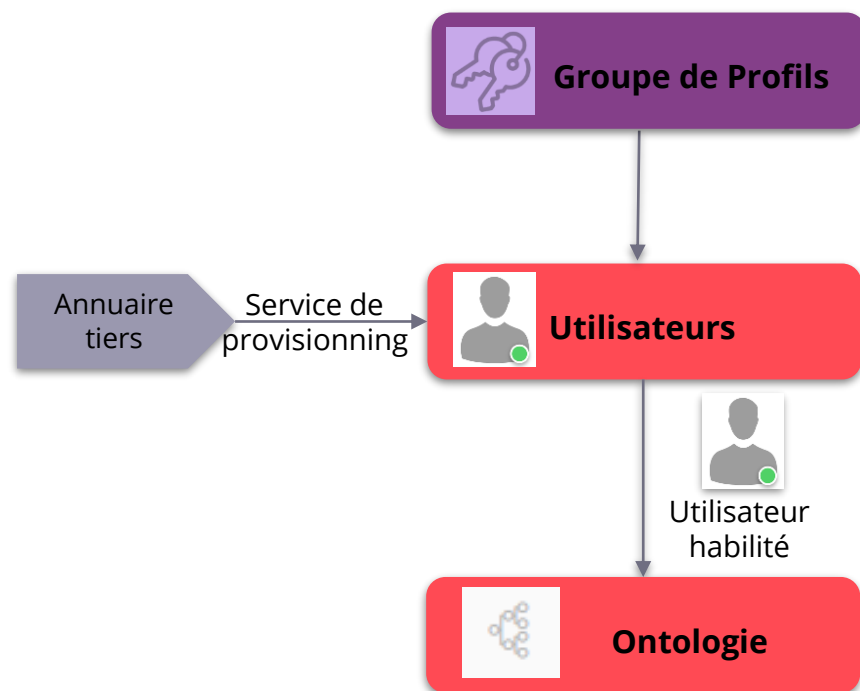 Groupe de Profils
Annuaire
tiers
Service de
provisionning
Utilisateurs
Utilisateur
habilité
Ontologie